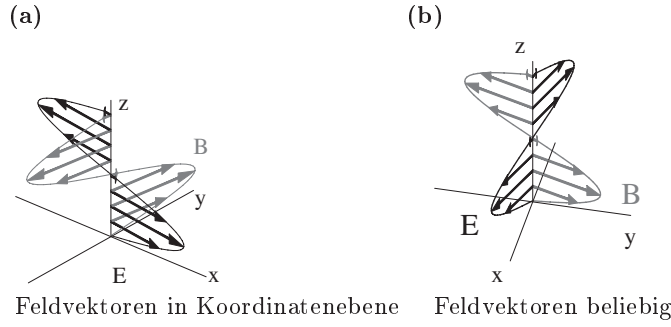 (a)
(b)
z
B
y
x
E
z
B
E
y
x
Feldvektoren in Koordinatenebene
Feldvektoren beliebig